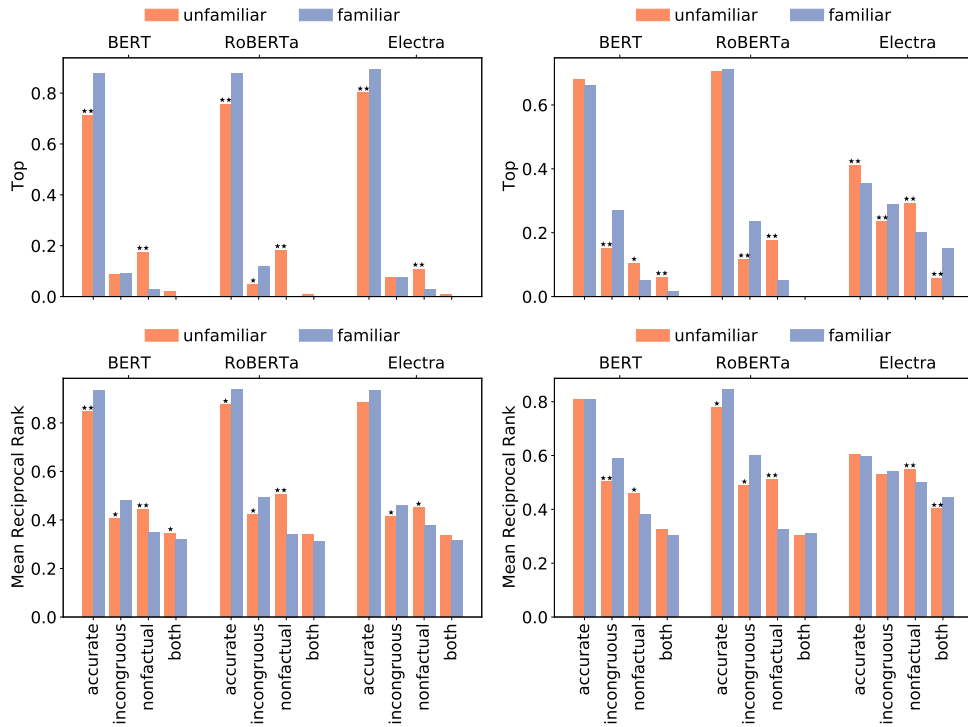 unfamiliar familiar
BERT RoBERTa Electra
Top
0.8
0.6
0.4
0.2
0.0
★★ ★★ ★ ★★ ★★ ★★ ★★
unfamiliar familiar
BERT RoBERTa Electra
Top
0.6
0.4
0.2
0.0
★★ ★ ★★ ★★ ★★ ★★ ★★ ★★ ★★
unfamiliar familiar
BERT RoBERTa Electra
Mean Reciprocal Rank
0.8
0.6
0.4
0.2
0.0
★★ ★ ★★ ★ ★ ★ ★★ ★ ★
accurate incongruous nonfactual both accurate incongruous nonfactual both accurate incongruous nonfactual both
unfamiliar familiar
BERT RoBERTa Electra
Mean Reciprocal Rank
0.8
0.6
0.4
0.2
0.0
★★ ★ ★ ★ ★★ ★★ ★★
accurate incongruous nonfactual both accurate incongruous nonfactual both accurate incongruous nonfactual both